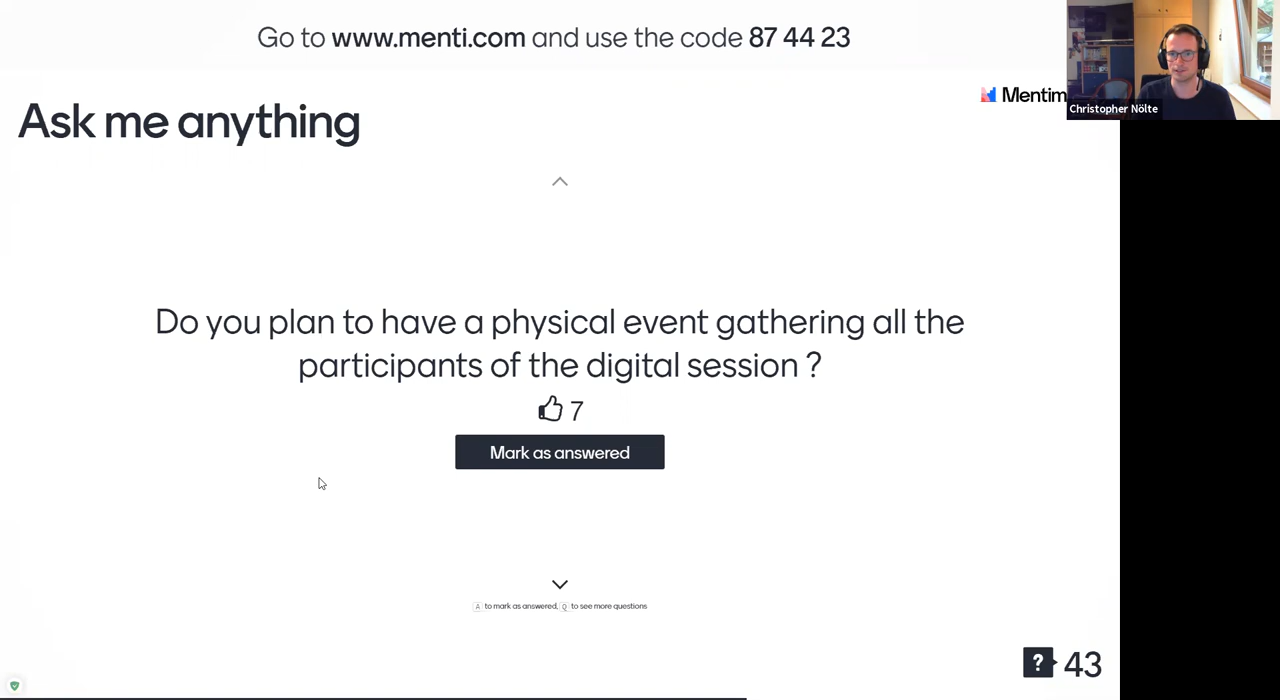 Go to www.menti.com and use the code 87 44 23
Mentim
Christopher Nölte
Ask me anything
Do you plan to have a physical event gathering all the
participants of the digital session ?
7
Mark as answered
A to mark as answered, Q to see more questions
? 43